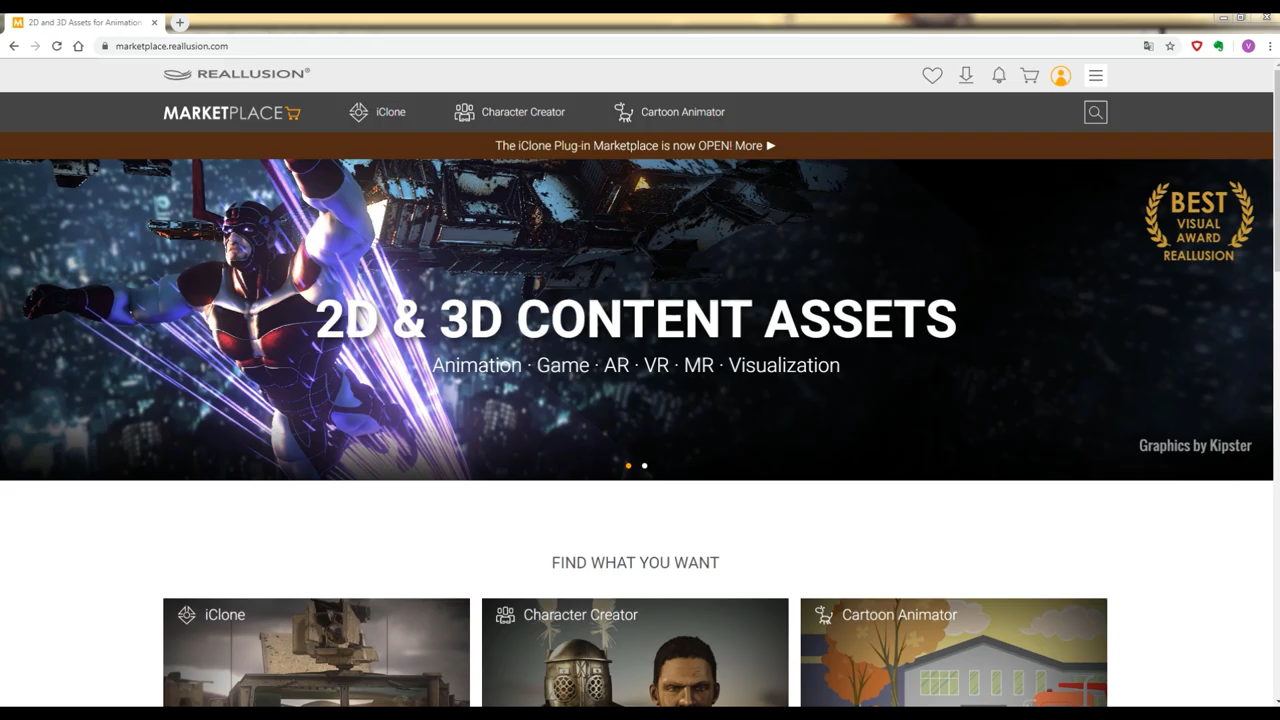 M 2D and 3D Assets for Animation
marketplace.reallusion.com
V
REALLUSION®
MARKETPLACE
iClone
Character Creator
Cartoon Animator
The iClone Plug-in Marketplace is now OPEN! More ▶
BEST
VISUAL
AWARD
REALLUSION
2D & 3D CONTENT ASSETS
Animation · Game · AR · VR · MR · Visualization
Graphics by Kipster
FIND WHAT YOU WANT
iClone
Character Creator
Cartoon Animator